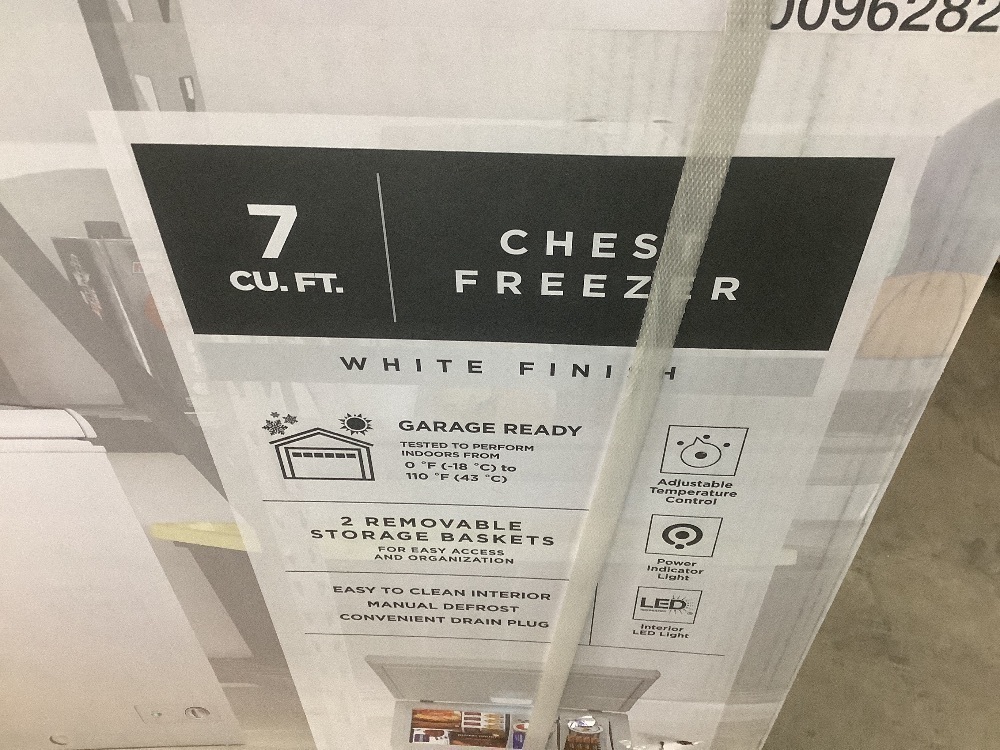 0096282
7
CU. FT.
CHES
FREEZER
WHITE FINISH
GARAGE READY
TESTED TO PERFORM
INDOORS FROM
0 °F (-18 °C) to
110 °F (43 °C)
2 REMOVABLE
STORAGE BASKETS
FOR EASY ACCESS
AND ORGANIZATION
EASY TO CLEAN INTERIOR
MANUAL DEFROST
CONVENIENT DRAIN PLUG
Adjustable
Temperature
Control
Power
Indicator
Light
LED
Interior
LED Light